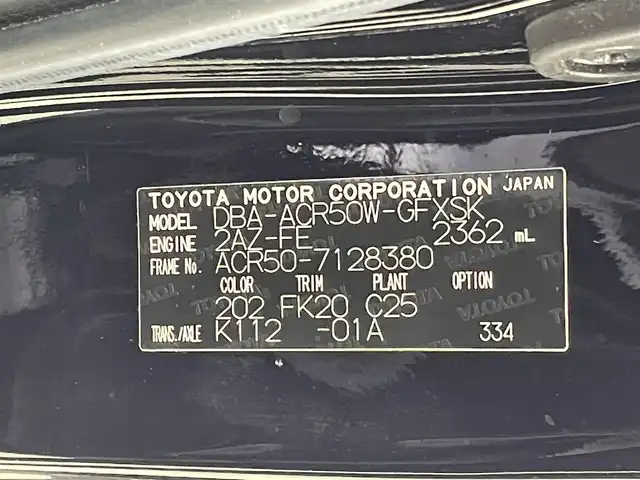 TOYOTA MOTOR CORPORATION JAPAN
MODEL DBA-ACR50W-GFXSK
ENGINE 2AZ-FE 2362 mL
FRAME No. ACR50-7128380
COLOR TRIM PLANT OPTION
202 FK20 C25
TRANS./AXLE K112 -01A 334